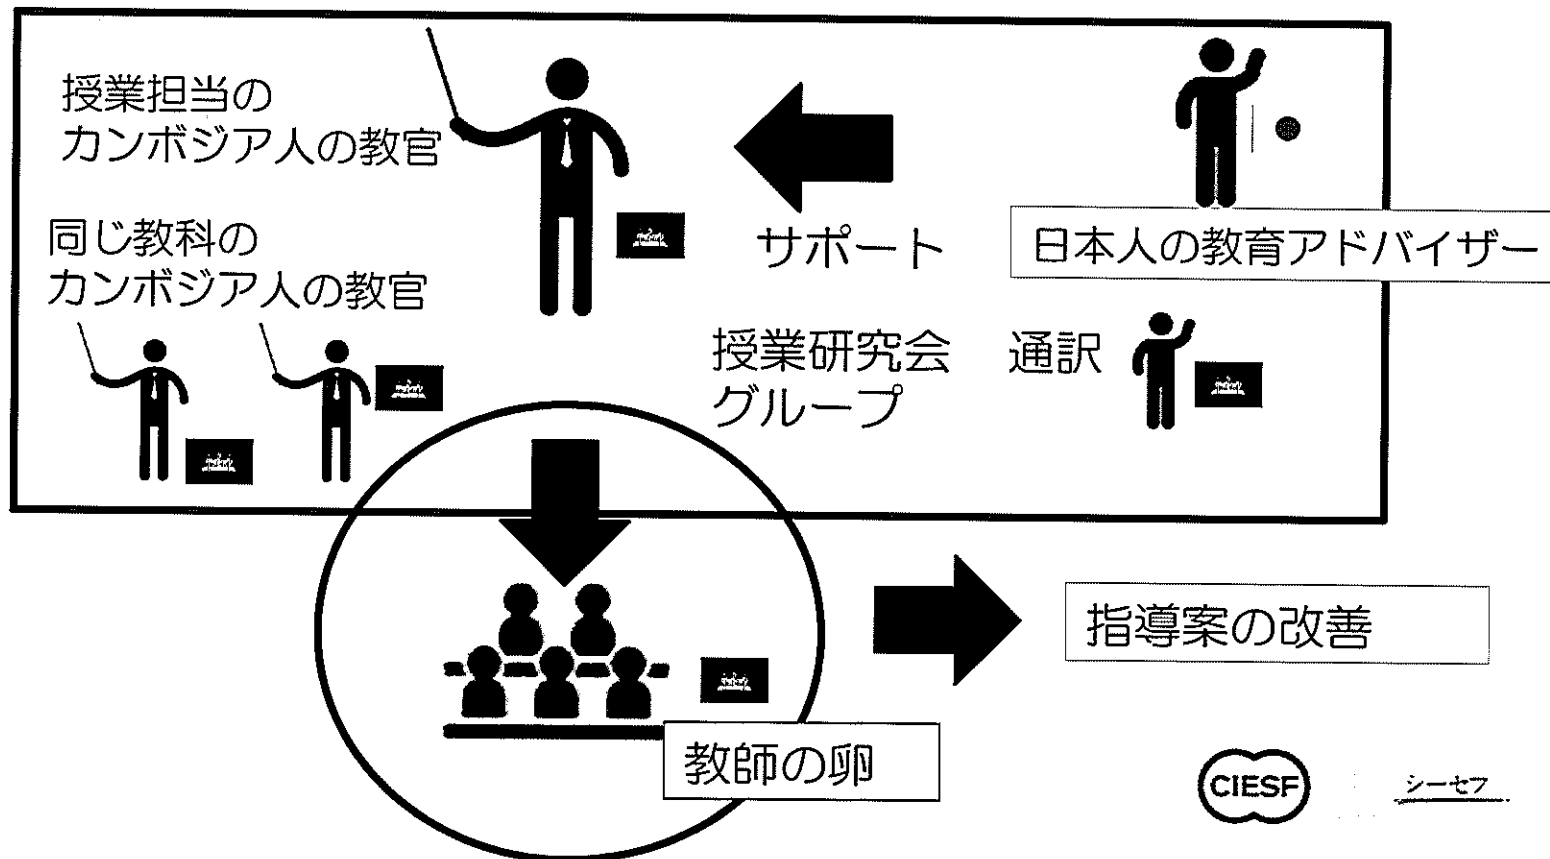 授業担当の
カンボジア人の教官
同じ教科の
カンボジア人の教官
サポート
日本人の教育アドバイザー
授業研究会
グループ
通訳
指導案の改善
教師の卵
CIESF
シーセフ